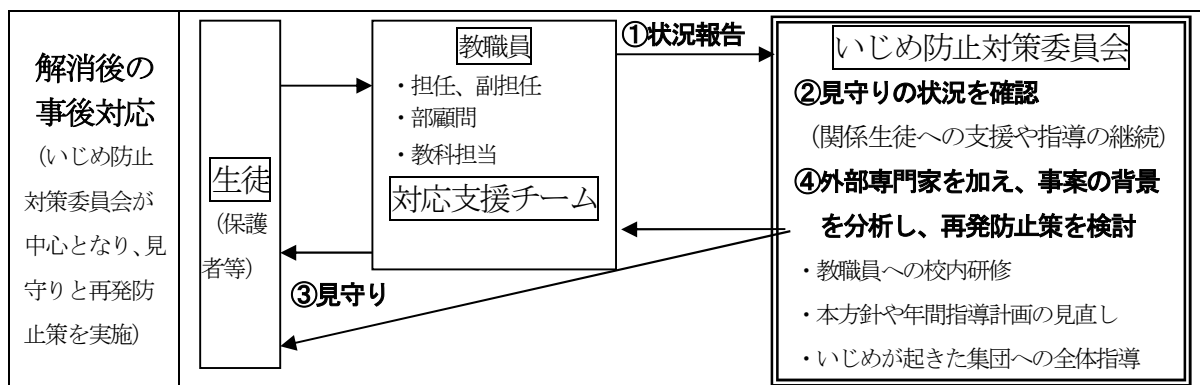 解消後の
事後対応
(いじめ防止
対策委員会が
中心となり、見
守りと再発防
止策を実施)
生徒
(保護
者等)
教職員
・担任、副担任
・部顧問
・教科担当
対応支援チーム
①状況報告
③見守り
いじめ防止対策委員会
②見守りの状況を確認
(関係生徒への支援や指導の継続)
④外部専門家を加え、事案の背景
を分析し、再発防止策を検討
・教職員への校内研修
・本方針や年間指導計画の見直し
・いじめが起きた集団への全体指導